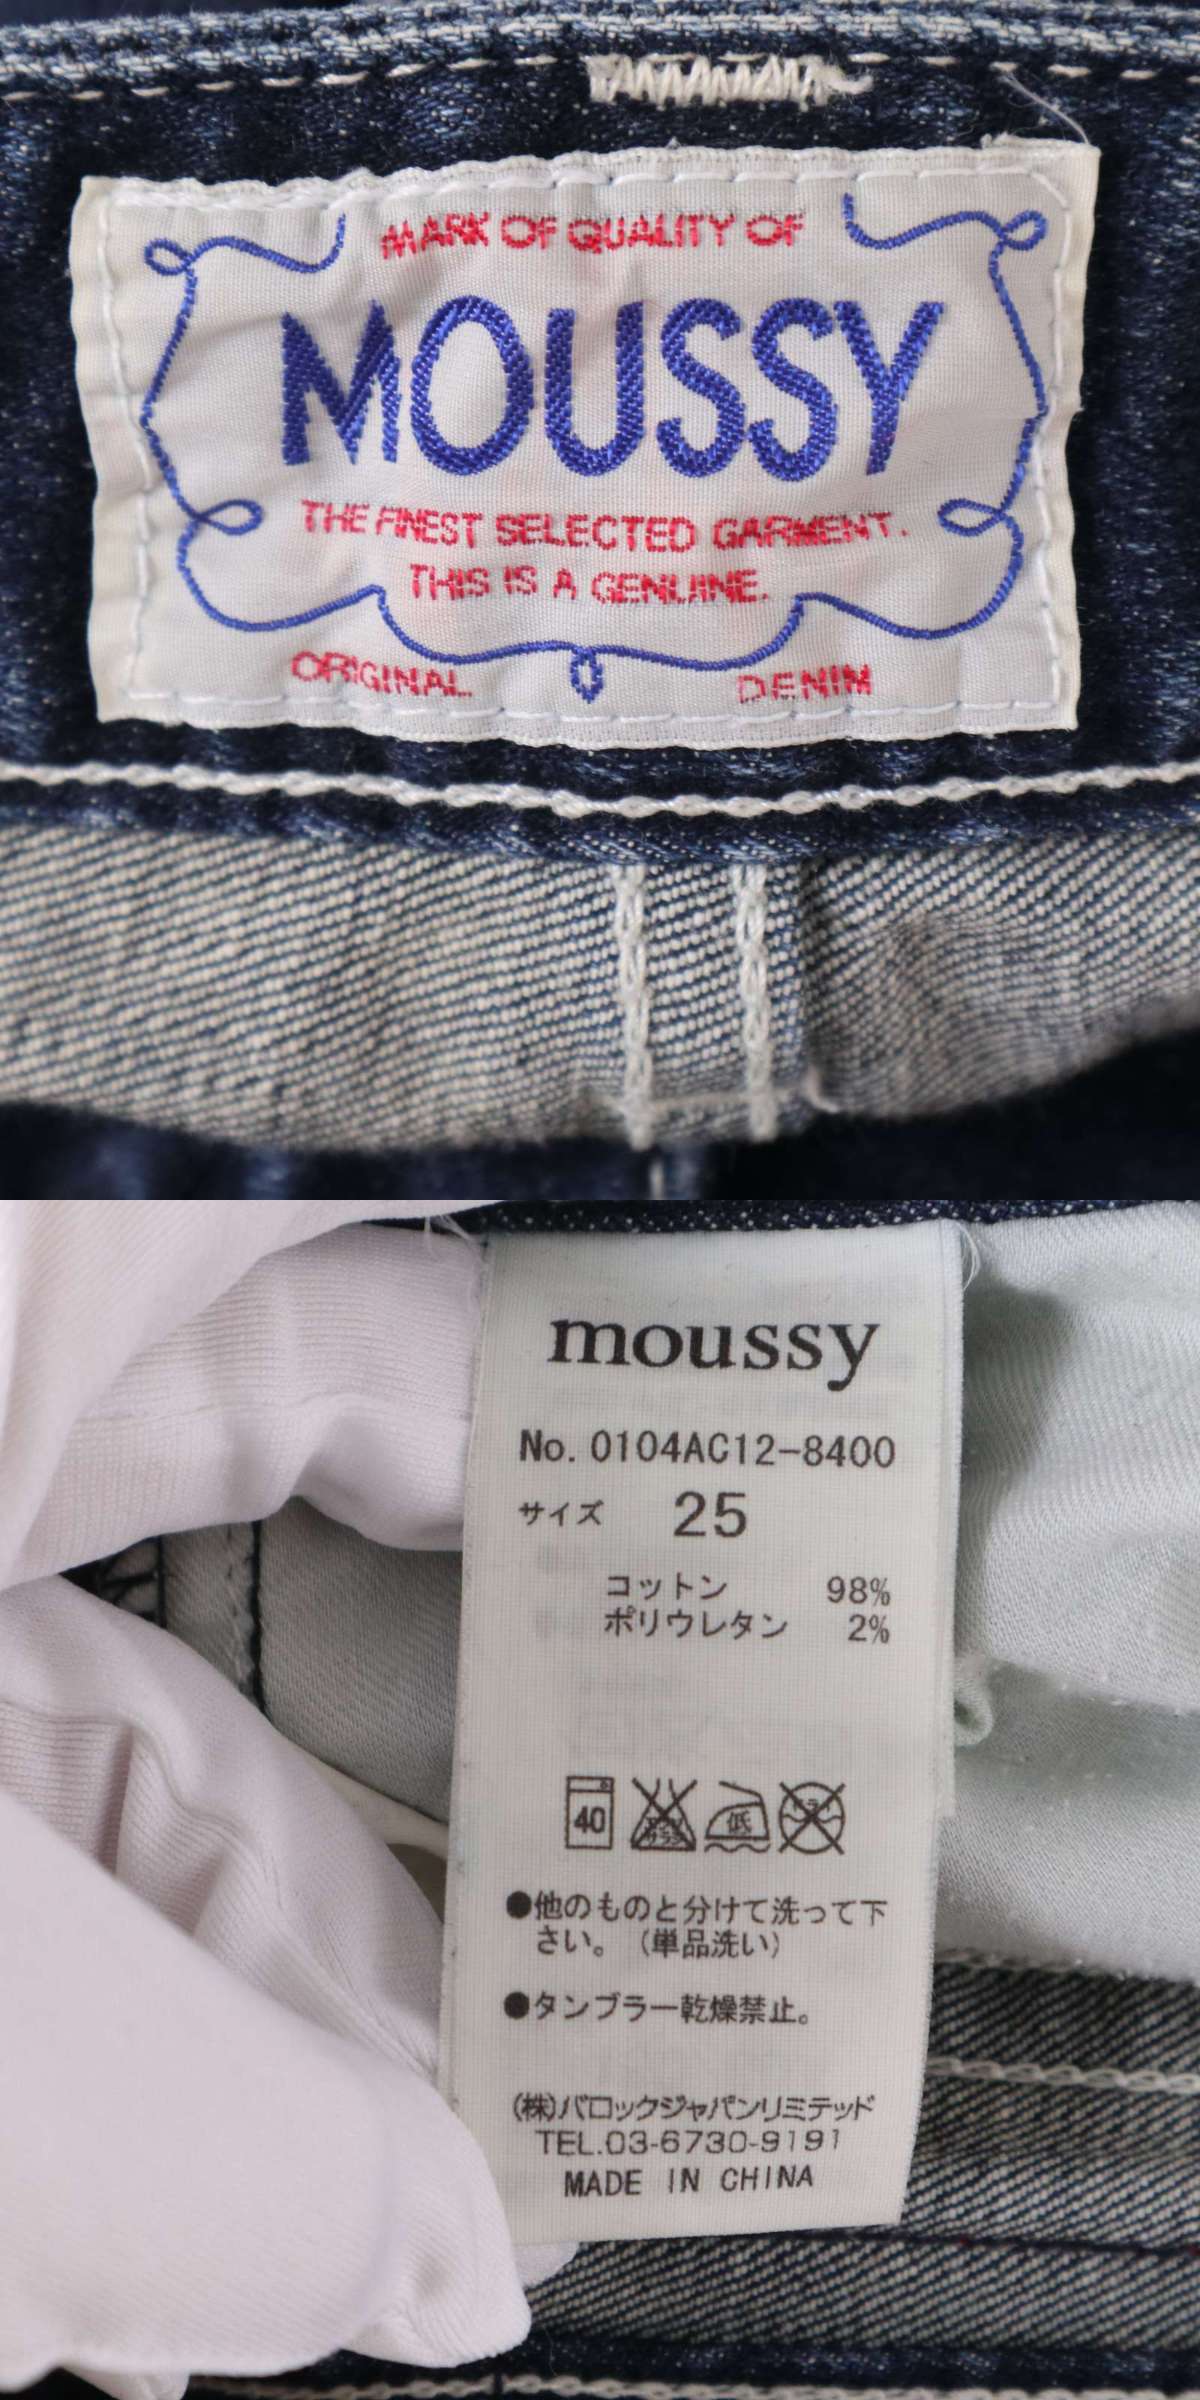 MARK OF QUALITY OF
MOUSSY
THE FINEST SELECTED GARMENT.
THIS IS A GENUINE.
ORIGINAL DENIM
moussy
No. 0104AC12-8400
サイズ 25
コットン 98%
ポリウレタン 2%
40 低
●他のものと分けて洗って下
さい。(単品洗い)
●タンブラー乾燥禁止。
(株)バロックジャパンリミテッド
TEL.03-6730-9191
MADE IN CHINA